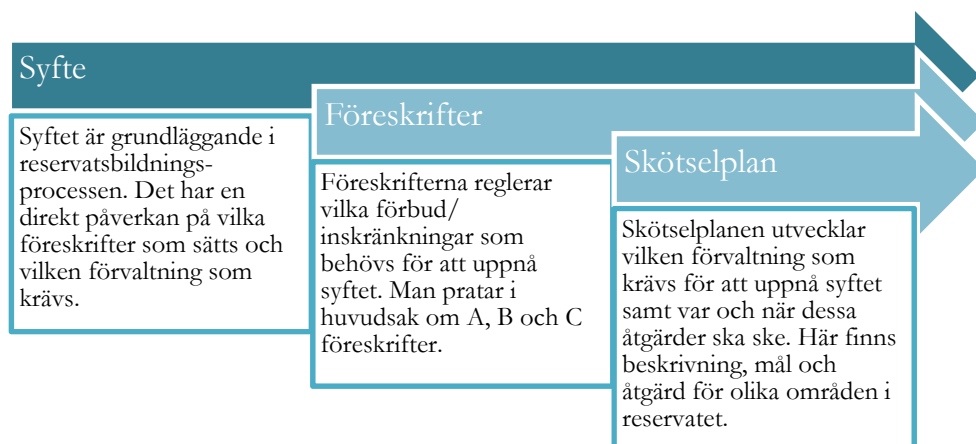 Syfte
Syftet är grundläggande i
reservatsbildnings-
processen. Det har en
direkt påverkan på vilka
föreskrifter som sätts och
vilken förvaltning som
krävs.
Föreskrifter
Föreskrifterna reglerar
vilka förbud/
inskränkningar som
behövs för att uppnå
syftet. Man pratar i
huvudsak om A, B och C
föreskrifter.
Skötselplan
Skötselplanen utvecklar
vilken förvaltning som
krävs för att uppnå syftet
samt var och när dessa
åtgärder ska ske. Här finns
beskrivning, mål och
åtgärd för olika områden i
reservatet.